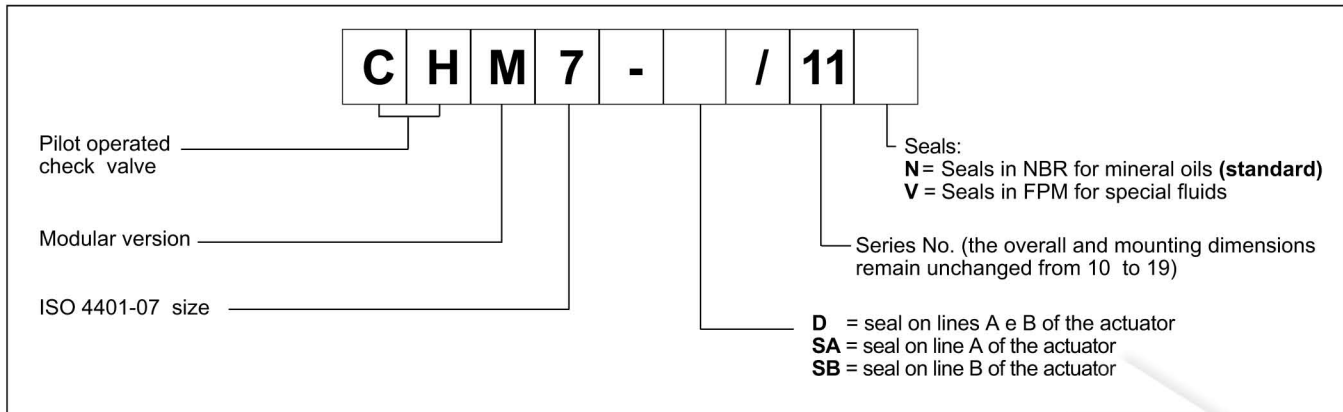 C H M 7 - / 11
Pilot operated
check valve
Modular version
ISO 4401-07 size
Seals:
N = Seals in NBR for mineral oils (standard)
V = Seals in FPM for special fluids
Series No. (the overall and mounting dimensions
remain unchanged from 10 to 19)
D = seal on lines A e B of the actuator
SA = seal on line A of the actuator
SB = seal on line B of the actuator